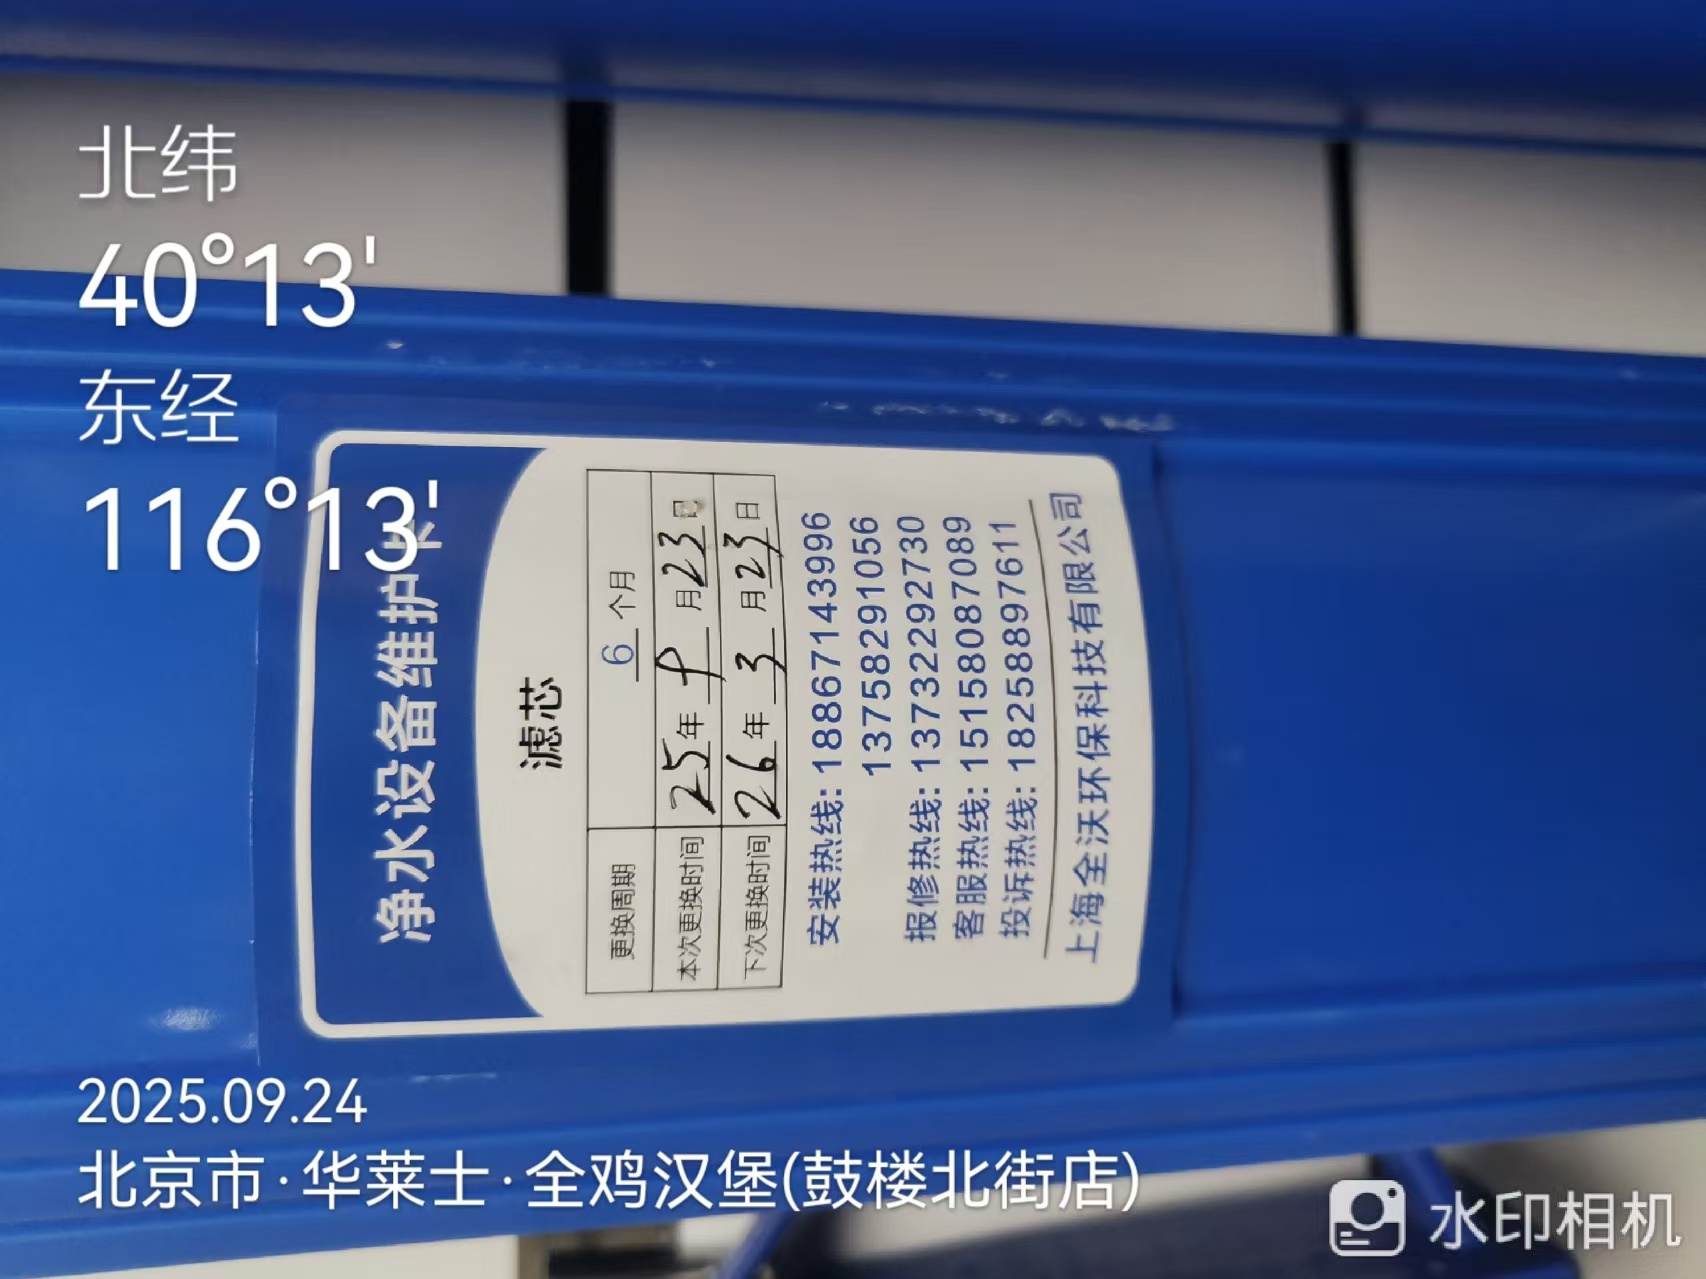 北纬
40°13'
东经
116°13'
净水设备维护卡
滤芯
更换周期 6 个月
本次更换时间 25 年 9 月 23 日
下次更换时间 26 年 3 月 23 日
安装热线: 18867143996
13758291056
报修热线: 13732292730
客服热线: 15158087089
投诉热线: 18258897611
上海全沃环保科技有限公司
2025.09.24
北京市·华莱士·全鸡汉堡(鼓楼北街店)
水印相机